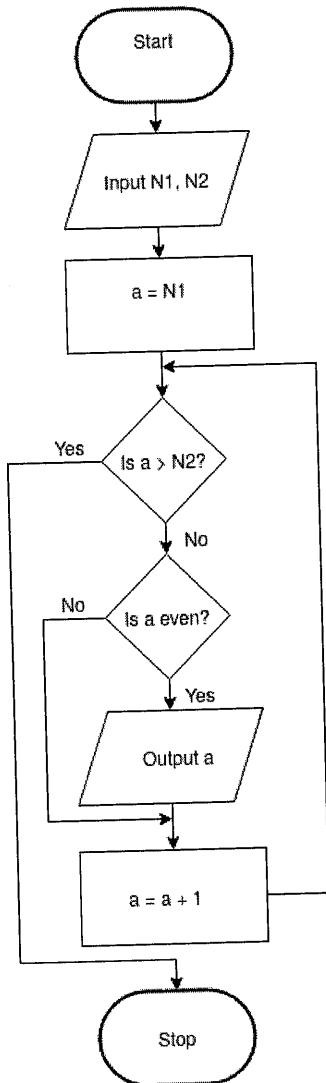 Start
Input N1, N2
a = N1
Is a > N2?
Yes
No
Is a even?
No
Yes
Output a
a = a + 1
Stop